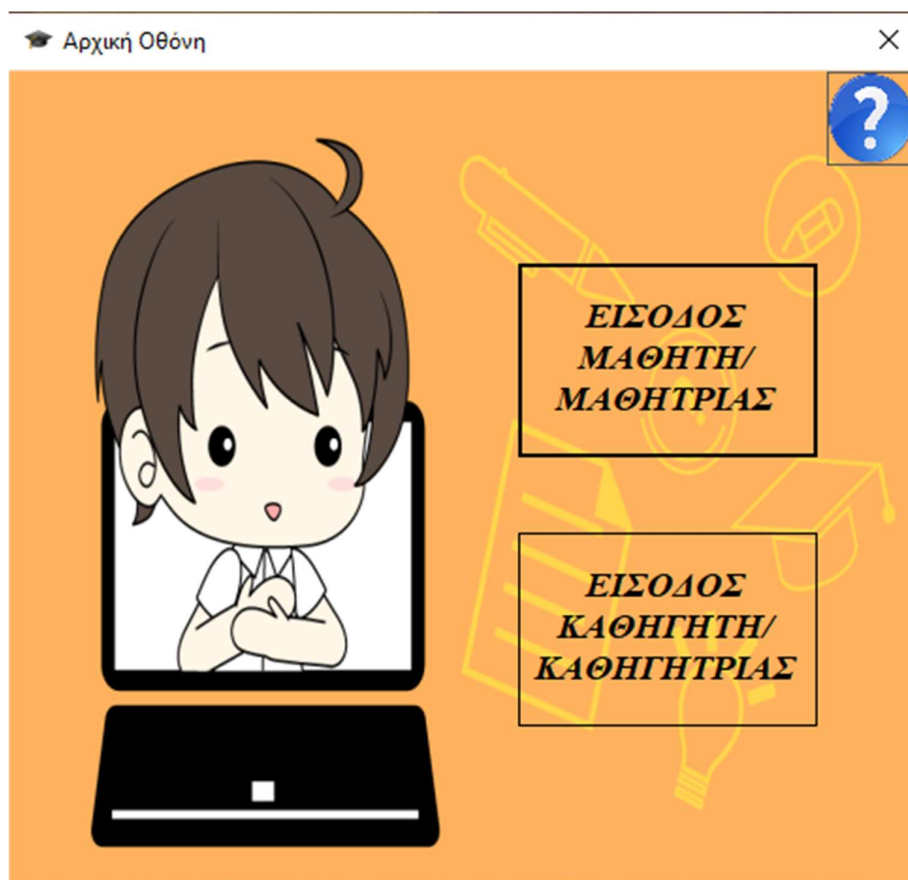 Αρχική Οθόνη
?
ΕΙΣΟΔΟΣ
ΜΑΘΗΤΗ/
ΜΑΘΗΤΡΙΑΣ
ΕΙΣΟΔΟΣ
ΚΑΘΗΓΗΤΗ/
ΚΑΘΗΓΗΤΡΙΑΣ